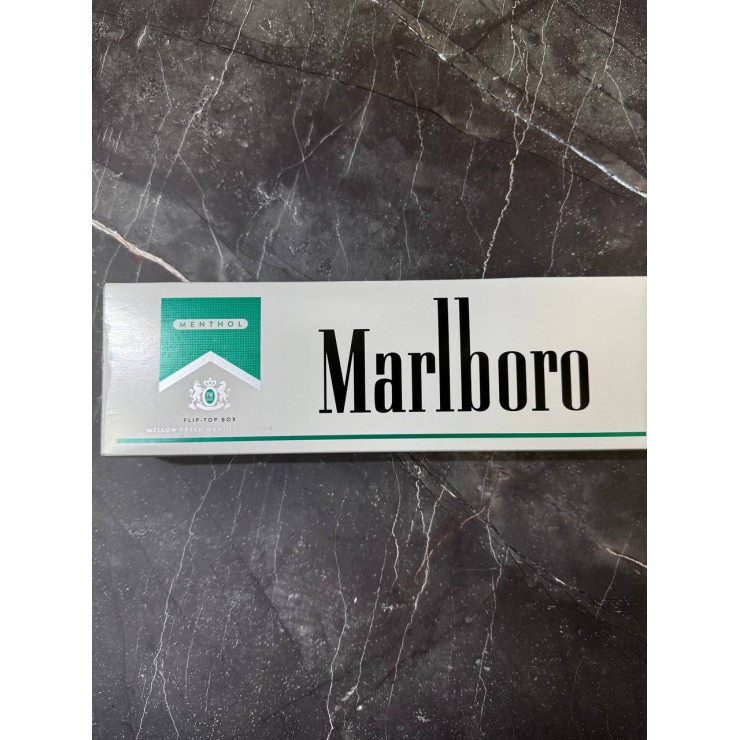 MENTHOL
Marlboro
FLIP-TOP BOX
MELLOW FRESH MENTHOL